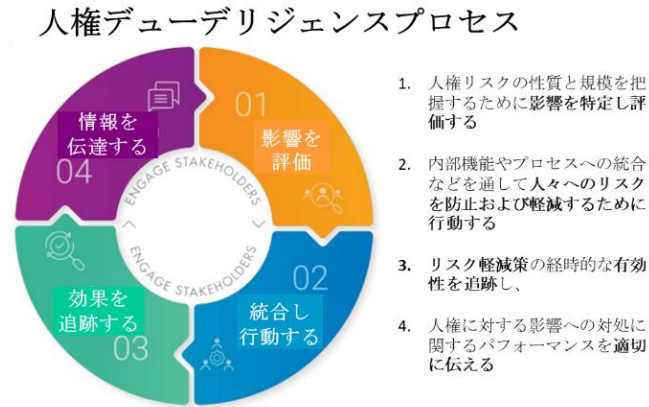 人権デューデリジェンスプロセス
01
影響を
評価
02
統合し
行動する
効果を
追跡する
03
情報を
伝達する
04
ENGAGE STAKEHOLDERS
ENGAGE STAKEHOLDERS
1. 人権リスクの性質と規模を把
握するために影響を特定し評
価する
2. 内部機能やプロセスへの統合
などを通して人々へのリスク
を防止および軽減するために
行動する
3. リスク軽減策の経時的な有効
性を追跡し、
4. 人権に対する影響への対処に
関するパフォーマンスを適切
に伝える